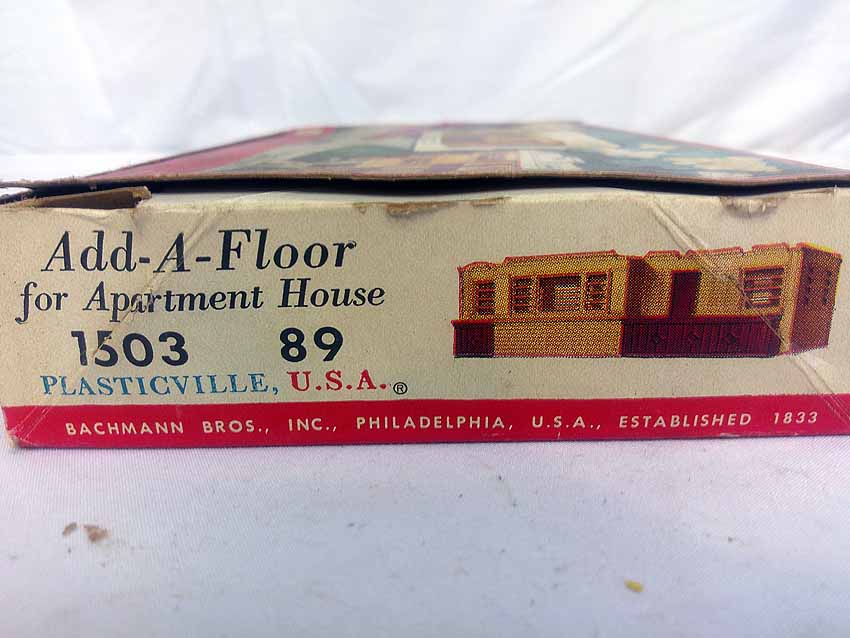 Add-A-Floor
for Apartment House
1503 89
PLASTICVILLE, U.S.A.®
BACHMANN BROS., INC., PHILADELPHIA, U.S.A., ESTABLISHED 1833